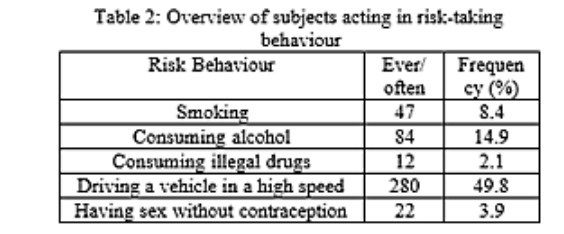 Table 2: Overview of subjects acting in risk-taking
behaviour
Risk Behaviour Ever/ Frequen
often cy (%)
Smoking 47 8.4
Consuming alcohol 84 14.9
Consuming illegal drugs 12 2.1
Driving a vehicle in a high speed 280 49.8
Having sex without contraception 22 3.9